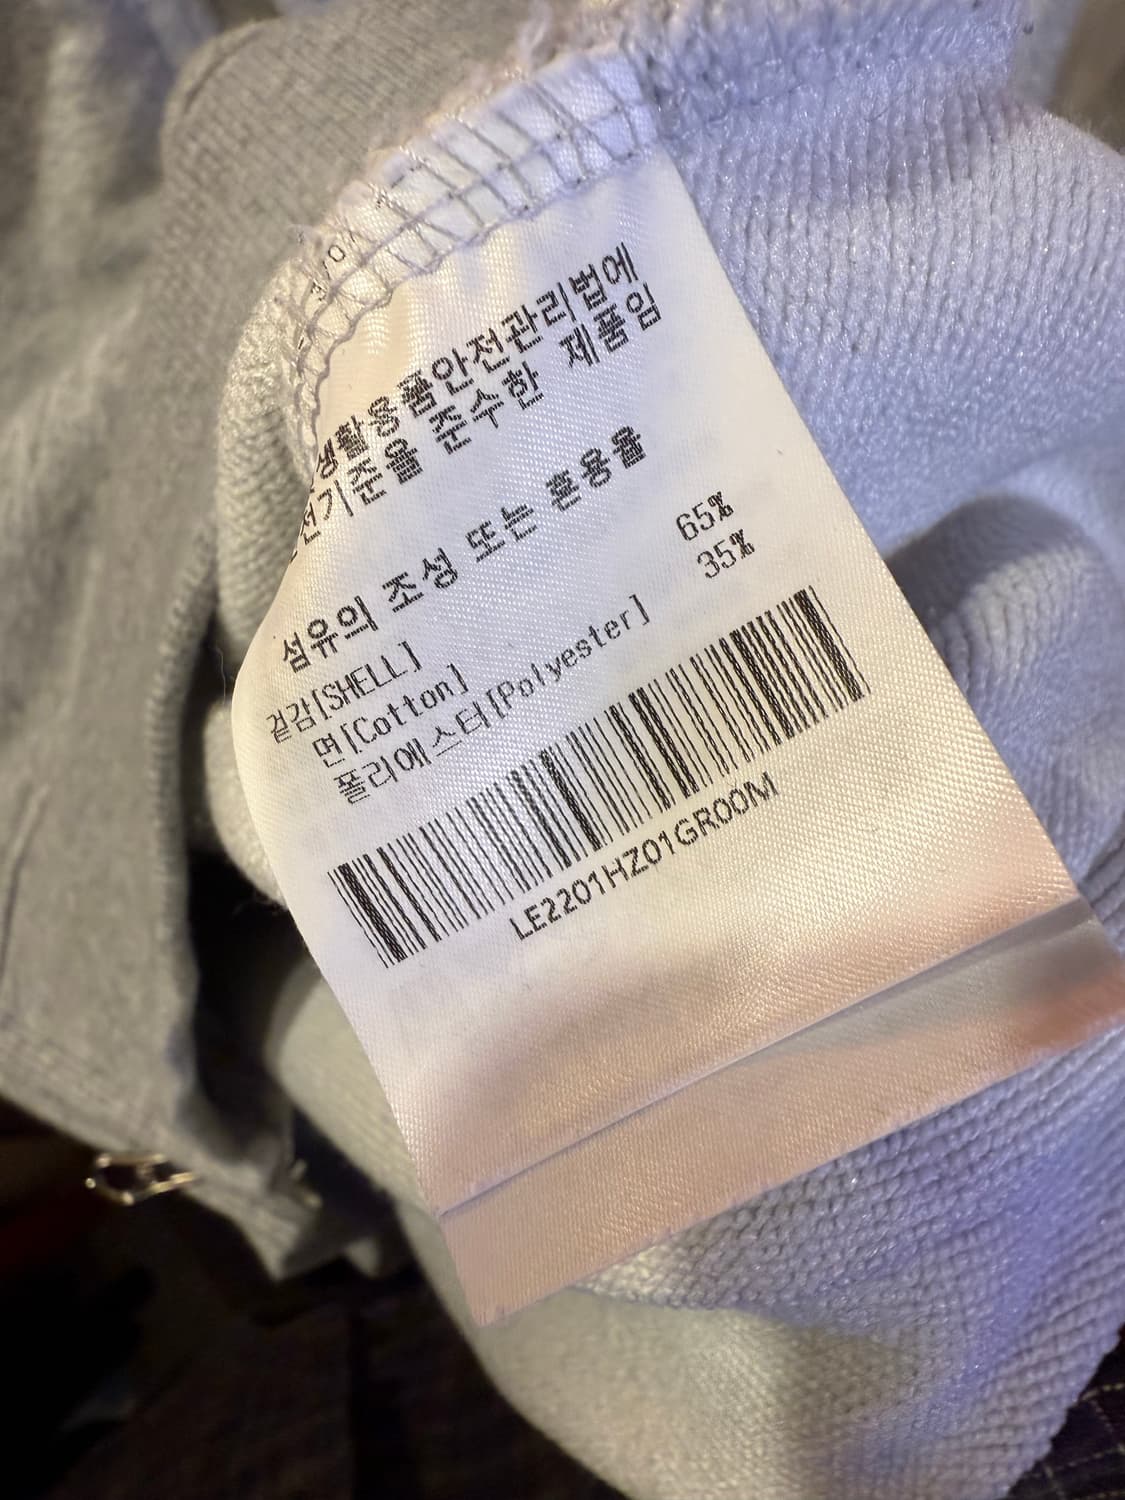 생활용품안전관리법에
안전기준을 준수한 제품임
섬유의 조성 또는 혼용율
겉감[SHELL]
면[Cotton] 65%
폴리에스터[Polyester] 35%
LE2201HZ01GROOM